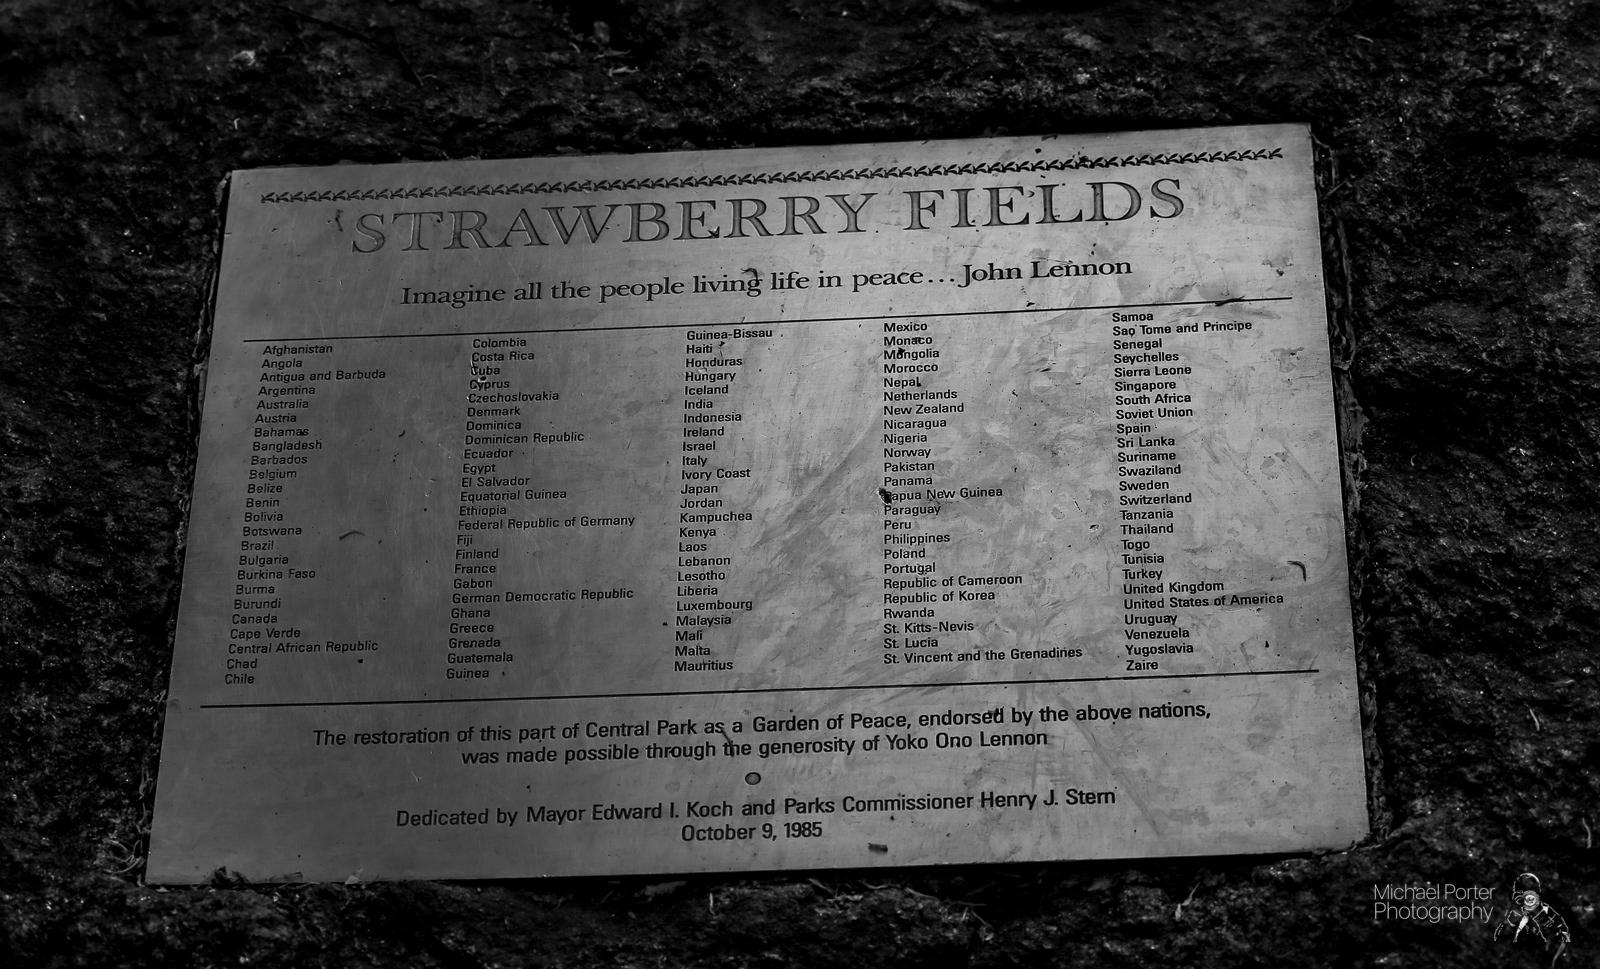 STRAWBERRY FIELDS
Imagine all the people living life in peace...John Lennon
Afghanistan
Angola
Antigua and Barbuda
Argentina
Australia
Austria
Bahamas
Bangladesh
Barbados
Belgium
Belize
Benin
Bolivia
Botswana
Brazil
Bulgaria
Burkina Faso
Burma
Burundi
Canada
Cape Verde
Central African Republic
Chad
Chile
Colombia
Costa Rica
Cuba
Cyprus
Czechoslovakia
Denmark
Dominica
Dominican Republic
Ecuador
Egypt
El Salvador
Equatorial Guinea
Ethiopia
Federal Republic of Germany
Fiji
Finland
France
Gabon
German Democratic Republic
Ghana
Greece
Grenada
Guatemala
Guinea
Guinea-Bissau
Haiti
Honduras
Hungary
Iceland
India
Indonesia
Ireland
Israel
Italy
Ivory Coast
Japan
Jordan
Kampuchea
Kenya
Laos
Lebanon
Lesotho
Liberia
Luxembourg
Malaysia
Mali
Malta
Mauritius
Mexico
Monaco
Mongolia
Morocco
Nepal
Netherlands
New Zealand
Nicaragua
Nigeria
Norway
Pakistan
Panama
Papua New Guinea
Paraguay
Peru
Philippines
Poland
Portugal
Republic of Cameroon
Republic of Korea
Rwanda
St. Kitts-Nevis
St. Lucia
St. Vincent and the Grenadines
Samoa
Sao Tome and Principe
Senegal
Seychelles
Sierra Leone
Singapore
South Africa
Soviet Union
Spain
Sri Lanka
Suriname
Swaziland
Sweden
Switzerland
Tanzania
Thailand
Togo
Tunisia
Turkey
United Kingdom
United States of America
Uruguay
Venezuela
Yugoslavia
Zaire
The restoration of this part of Central Park as a Garden of Peace, endorsed by the above nations,
was made possible through the generosity of Yoko Ono Lennon
Dedicated by Mayor Edward I. Koch and Parks Commissioner Henry J. Stern
October 9, 1985
Michael Porter
Photography